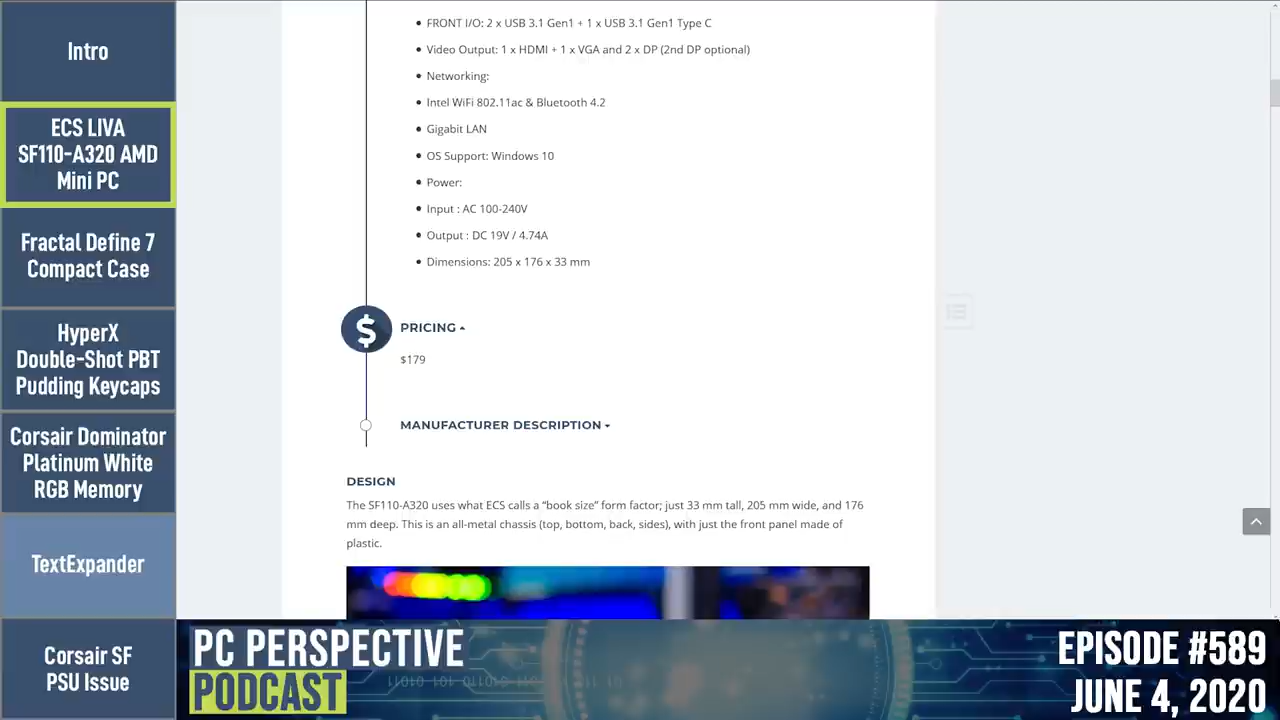 Intro
ECS LIVA
SF110-A320 AMD
Mini PC
Fractal Define 7
Compact Case
HyperX
Double-Shot PBT
Pudding Keycaps
Corsair Dominator
Platinum White
RGB Memory
TextExpander
Corsair SF
PSU Issue
• FRONT I/O: 2 x USB 3.1 Gen1 + 1 x USB 3.1 Gen1 Type C
• Video Output: 1 x HDMI + 1 x VGA and 2 x DP (2nd DP optional)
• Networking:
• Intel WiFi 802.11ac & Bluetooth 4.2
• Gigabit LAN
• OS Support: Windows 10
• Power:
• Input : AC 100-240V
• Output : DC 19V / 4.74A
• Dimensions: 205 x 176 x 33 mm
$
PRICING
$179
MANUFACTURER DESCRIPTION
DESIGN
The SF110-A320 uses what ECS calls a “book size” form factor; just 33 mm tall, 205 mm wide, and 176
mm deep. This is an all-metal chassis (top, bottom, back, sides), with just the front panel made of
plastic.
PC PERSPECTIVE
PODCAST
EPISODE #589
JUNE 4, 2020